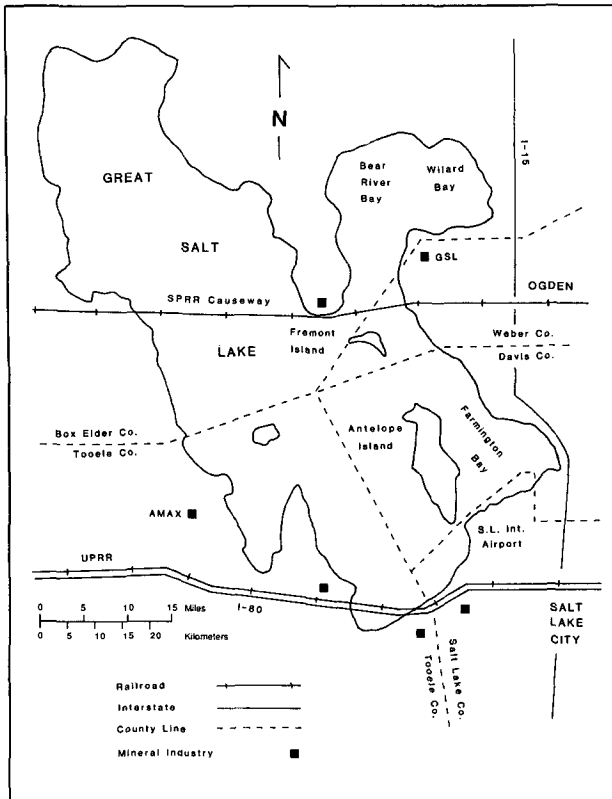 N
GREAT
SALT
LAKE
Bear
River
Bay
Wilard
Bay
I-15
GSL
OGDEN
SPRR Causeway
Fremont
Island
Weber Co.
Davis Co.
Box Elder Co.
Tooele Co.
Antelope
Island
Farmington
Bay
AMAX
S.L. Int.
Airport
UPRR
I-80
0 5 10 15 Miles
0 5 10 15 20 Kilometers
SALT
LAKE
CITY
Salt Lake Co.
Tooele Co.
Railroad
Interstate
County Line
Mineral Industry